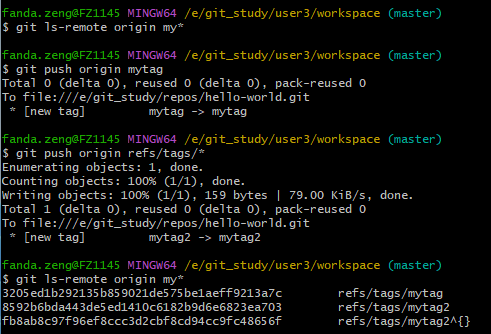 fanda.zeng@FZ1145 MINGW64 /e/git_study/user3/workspace (master)
$ git ls-remote origin my*
fanda.zeng@FZ1145 MINGW64 /e/git_study/user3/workspace (master)
$ git push origin mytag
Total 0 (delta 0), reused 0 (delta 0), pack-reused 0
To file:///e/git_study/repos/hello-world.git
 * [new tag]         mytag -> mytag
fanda.zeng@FZ1145 MINGW64 /e/git_study/user3/workspace (master)
$ git push origin refs/tags/*
Enumerating objects: 1, done.
Counting objects: 100% (1/1), done.
Writing objects: 100% (1/1), 159 bytes | 79.00 KiB/s, done.
Total 1 (delta 0), reused 0 (delta 0), pack-reused 0
To file:///e/git_study/repos/hello-world.git
 * [new tag]         mytag2 -> mytag2
fanda.zeng@FZ1145 MINGW64 /e/git_study/user3/workspace (master)
$ git ls-remote origin my*
3205ed1b292135b859021de575be1aeff9213a7c        refs/tags/mytag
8592b6bda443de5ed1410c6182b9d6e6823ea703        refs/tags/mytag2
fb8ab8c97f96ef8ccc3d2cbf8cd94cc9fc48656f        refs/tags/mytag2^{}